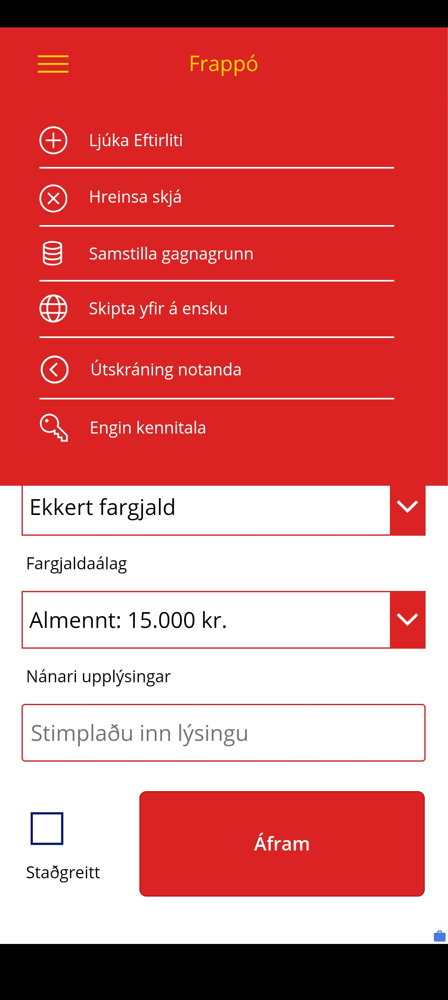 Frappó
Ljúka Eftirliti
Hreinsa skjá
Samstilla gagnagrunn
Skipta yfir á ensku
Útskráning notanda
Engin kennitala
Ekkert fargjald
Fargjaldaálag
Almennt: 15.000 kr.
Nánari upplýsingar
Stimplaðu inn lýsingu
Áfram
Staðgreitt